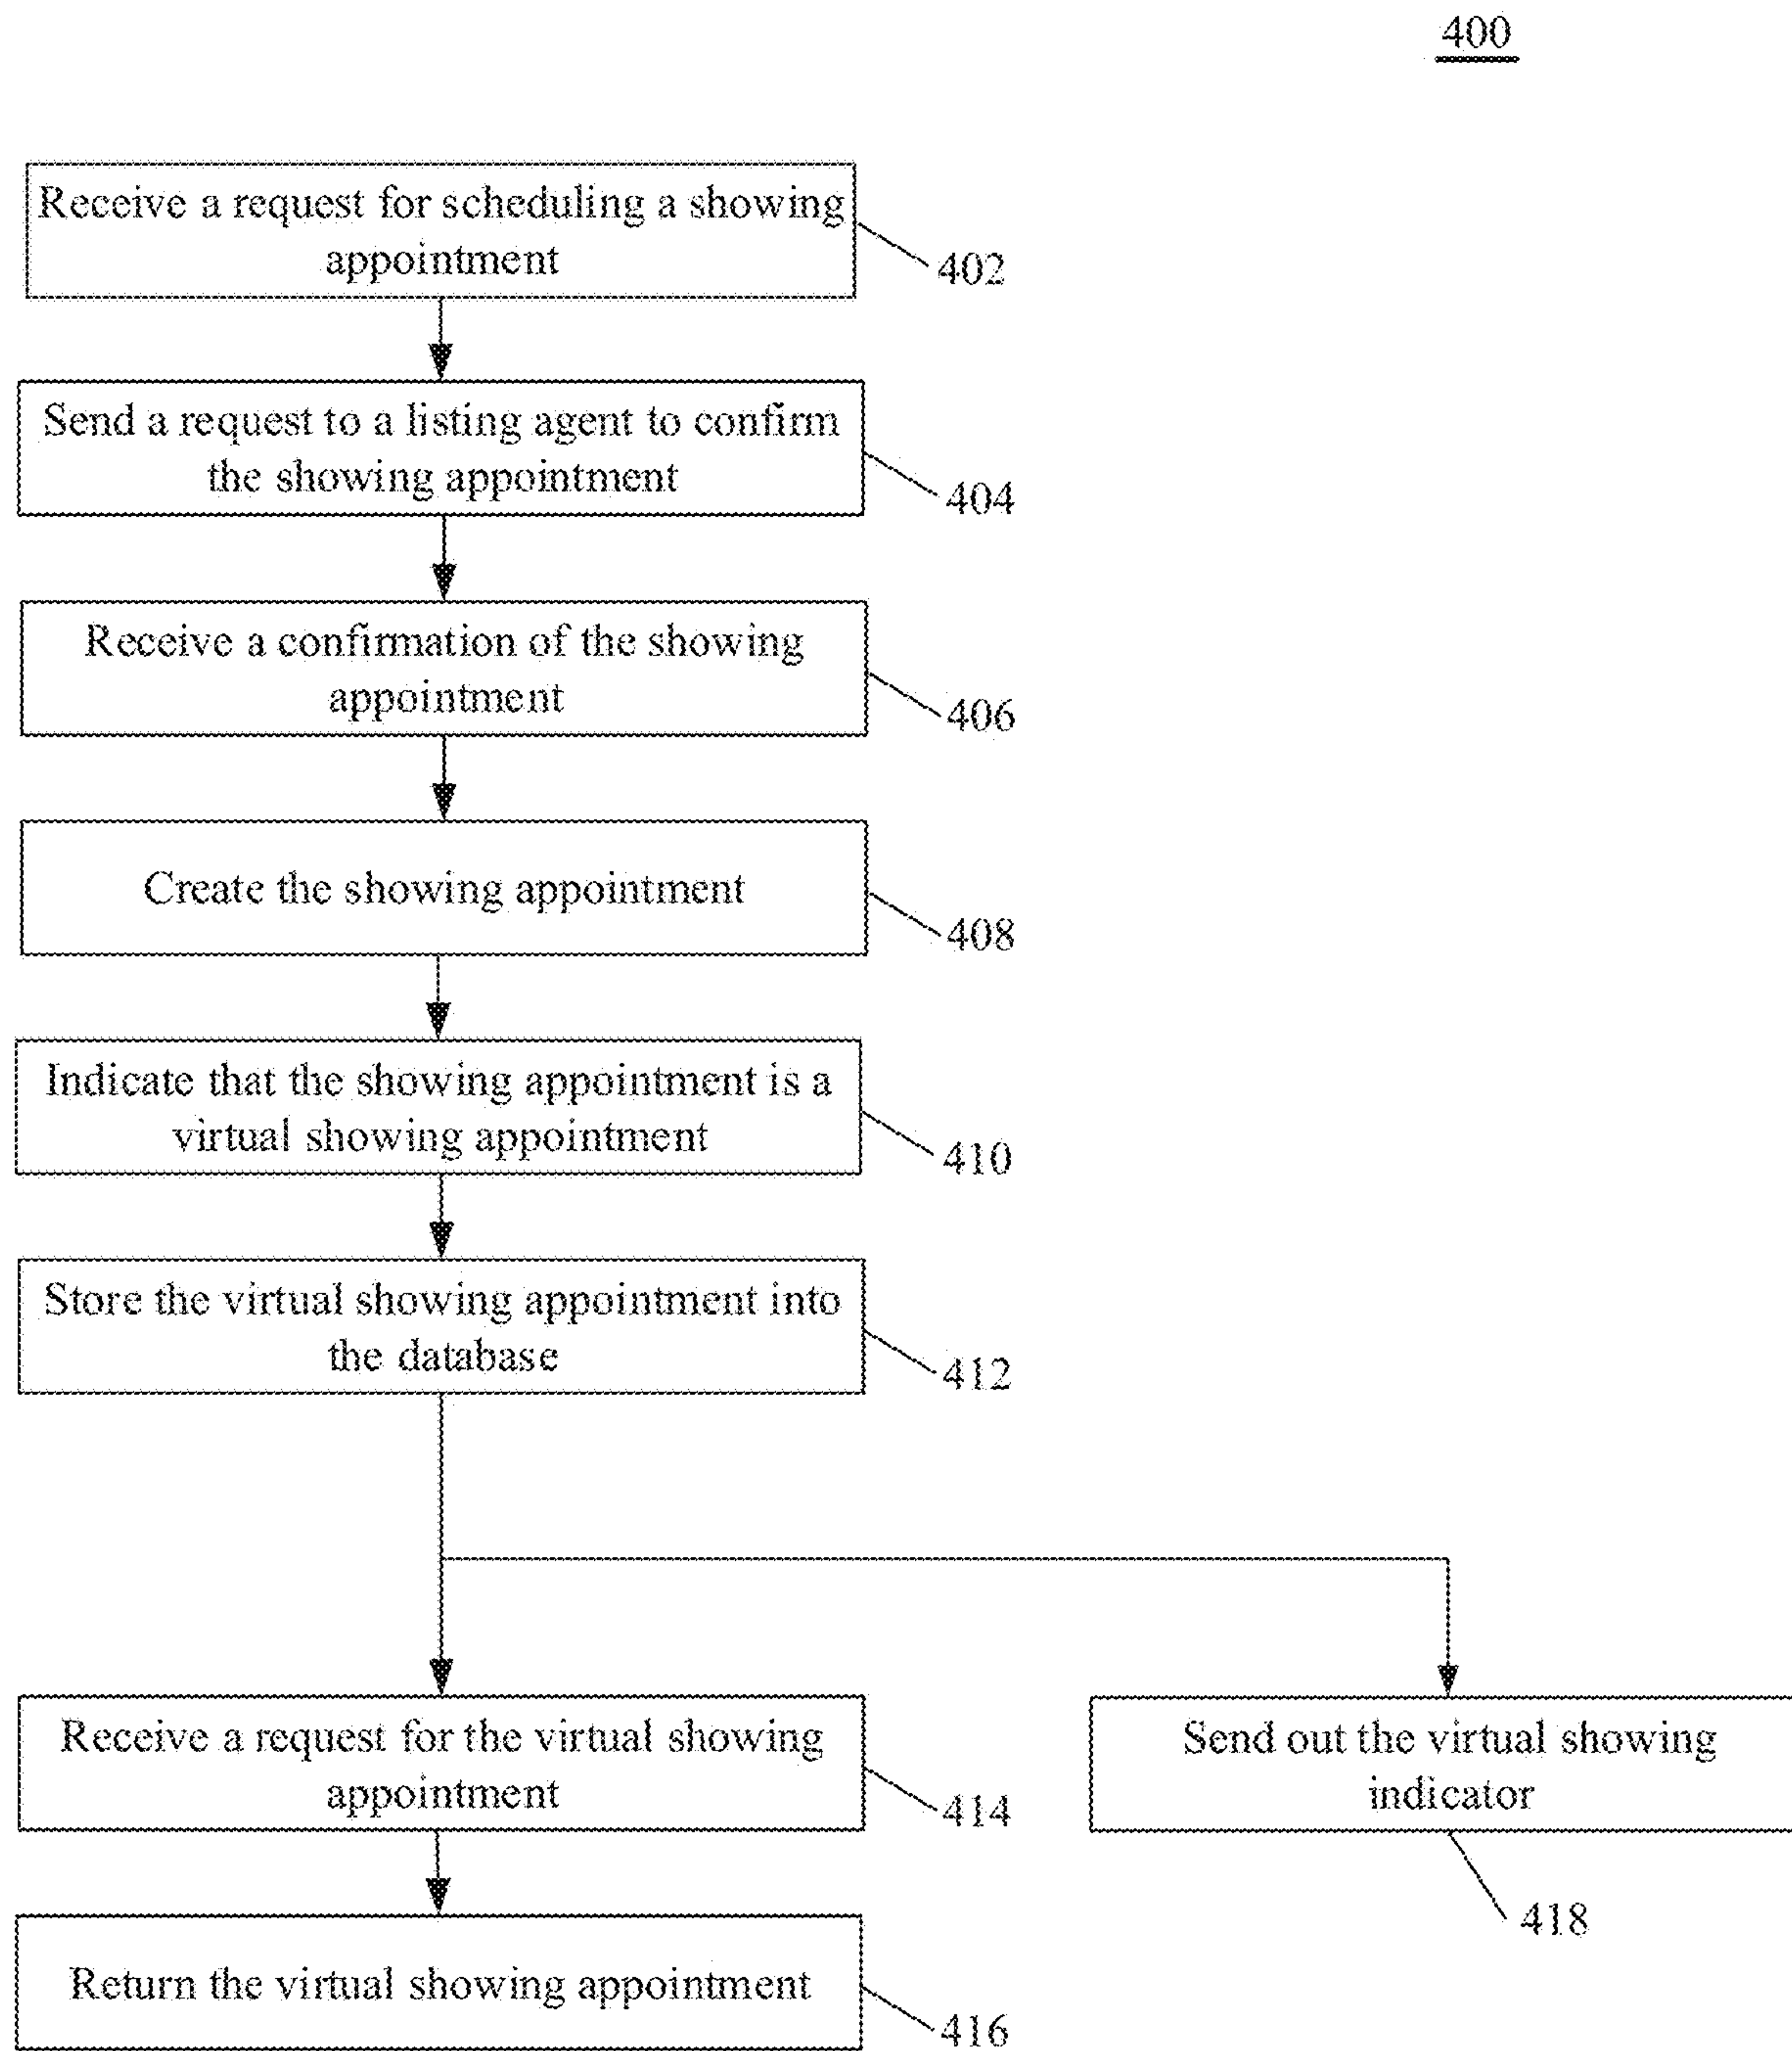 400
Receive a request for scheduling a showing
appointment
402
Send a request to a listing agent to confirm
the showing appointment
404
Receive a confirmation of the showing
appointment
406
Create the showing appointment
408
Indicate that the showing appointment is a
virtual showing appointment
410
Store the virtual showing appointment into
the database
412
Receive a request for the virtual showing
appointment
414
Send out the virtual showing
indicator
418
Return the virtual showing appointment
416